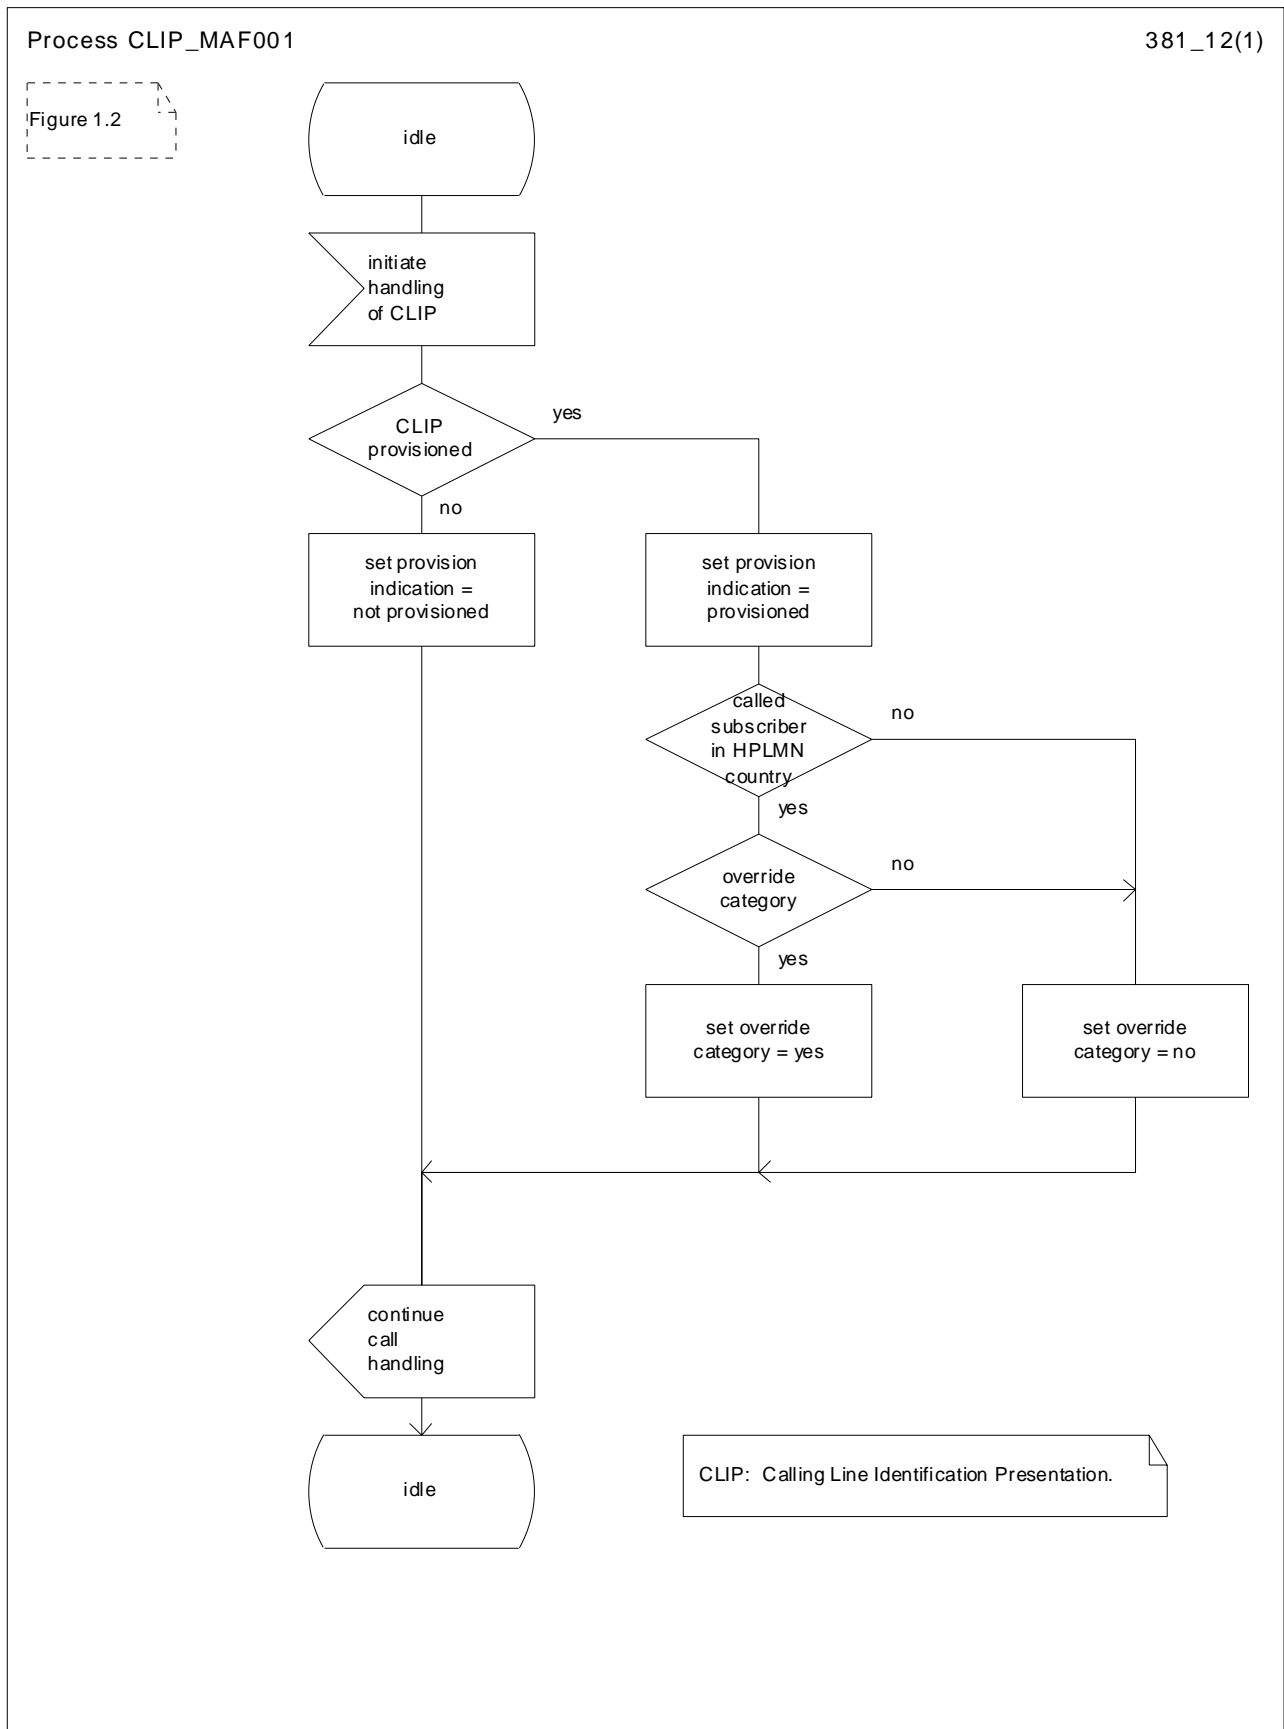 Process CLIP_MAF001
381_12(1)
Figure 1.2
idle
initiate
handling
of CLIP
CLIP
provisioned
yes
no
set provision
indication =
not provisioned
set provision
indication =
provisioned
called
subscriber
in HPLMN
country
no
yes
override
category
no
yes
set override
category = yes
set override
category = no
continue
call
handling
idle
CLIP: Calling Line Identification Presentation.